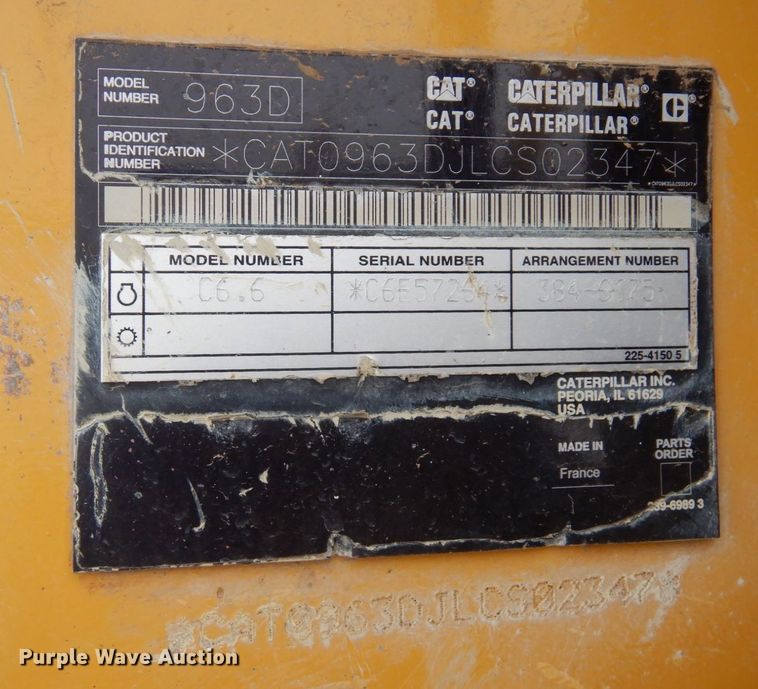 MODEL NUMBER 963D
CAT® CATERPILLAR®
CAT® CATERPILLAR®
PRODUCT IDENTIFICATION NUMBER *CAT0963DJLCS02347*
*CAT0963DJLCS02347*
MODEL NUMBER SERIAL NUMBER ARRANGEMENT NUMBER
C6.6
225-4150 5
CATERPILLAR INC.
PEORIA, IL 61629
USA
MADE IN
France
PARTS ORDER
*CAT0963DJLCS02347*
Purple Wave Auction